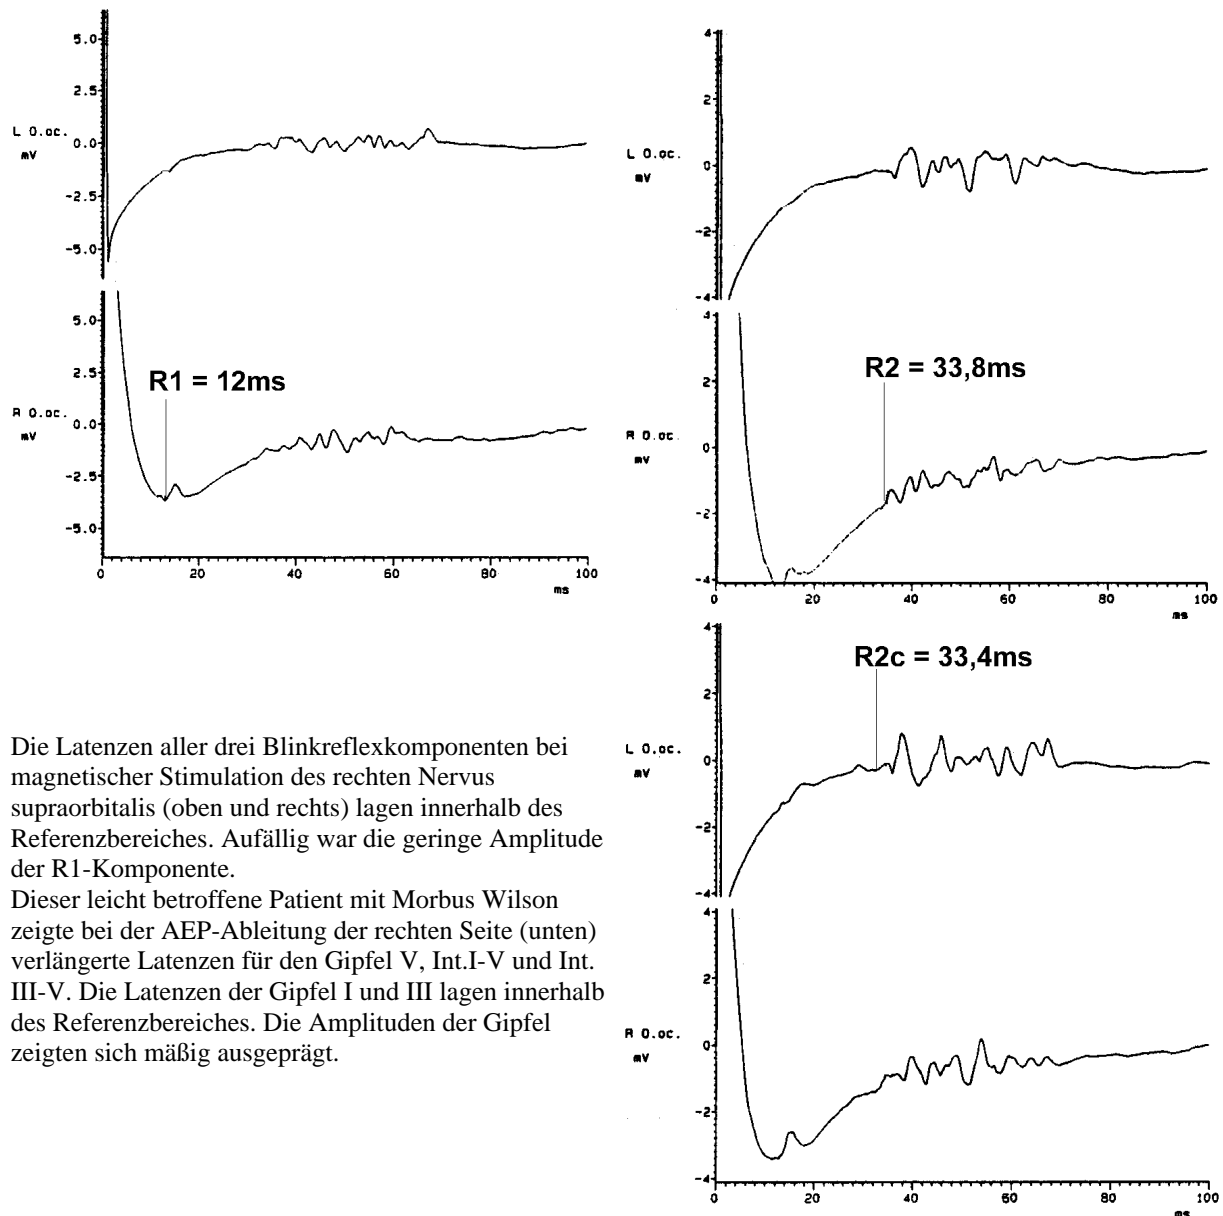 5.0
2.5
L O.oc.
0.0
mV
-2.5
-5.0
5.0
R1 = 12ms
2.5
R O.oc.
0.0
mV
-2.5
-5.0
0 20 40 60 80 100
ms
4
2
L O.oc.
0
mV
-2
-4
4
R2 = 33,8ms
2
R O.oc.
0
mV
-2
-4
0 20 40 60 80 100
ms
4
R2c = 33,4ms
2
L O.oc.
0
mV
-2
-4
4
2
R O.oc.
0
mV
-2
-4
0 20 40 60 80 100
ms
Die Latenzen aller drei Blinkreflexkomponenten bei
magnetischer Stimulation des rechten Nervus
supraorbitalis (oben und rechts) lagen innerhalb des
Referenzbereiches. Aufällig war die geringe Amplitude
der R1-Komponente.
Dieser leicht betroffene Patient mit Morbus Wilson
zeigte bei der AEP-Ableitung der rechten Seite (unten)
verlängerte Latenzen für den Gipfel V, Int.I-V und Int.
III-V. Die Latenzen der Gipfel I und III lagen innerhalb
des Referenzbereiches. Die Amplituden der Gipfel
zeigten sich mäßig ausgeprägt.